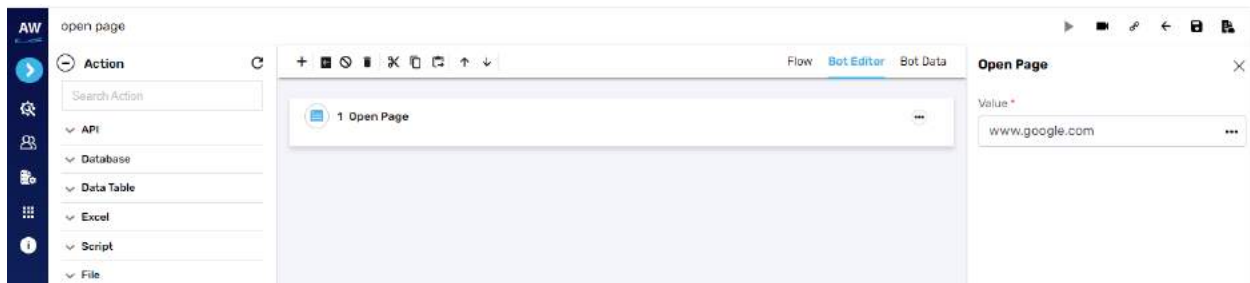 AW open page
Action
Flow Bot Editor Bot Data
Open Page
Search Action
Value *
1 Open Page
www.google.com
API
Database
Data Table
Excel
Script
File